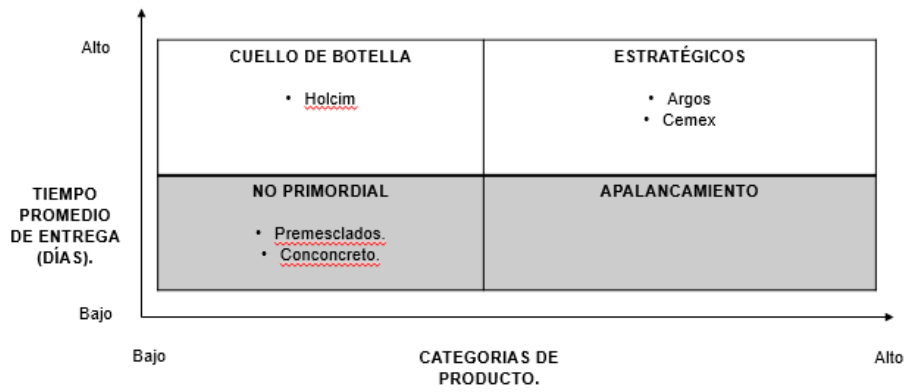 Alto
CUELLO DE BOTELLA
• Holcim
ESTRATÉGICOS
• Argos
• Cemex
TIEMPO
PROMEDIO
DE ENTREGA
(DÍAS).
NO PRIMORDIAL
• Premesclados.
• Conconcreto.
APALANCAMIENTO
Bajo
Bajo
CATEGORIAS DE
PRODUCTO.
Alto